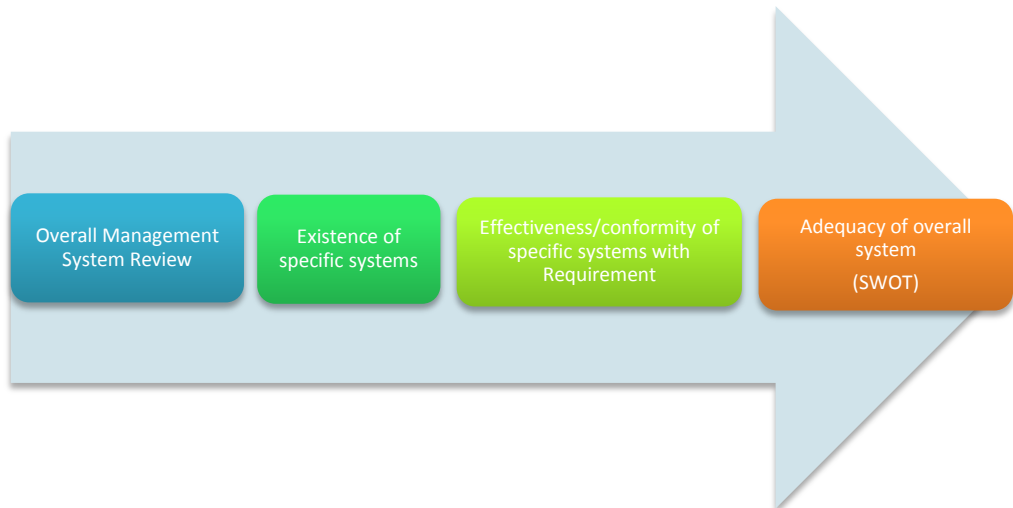 Overall Management
System Review
Existence of
specific systems
Effectiveness/conformity of
specific systems with
Requirement
Adequacy of overall
system
(SWOT)